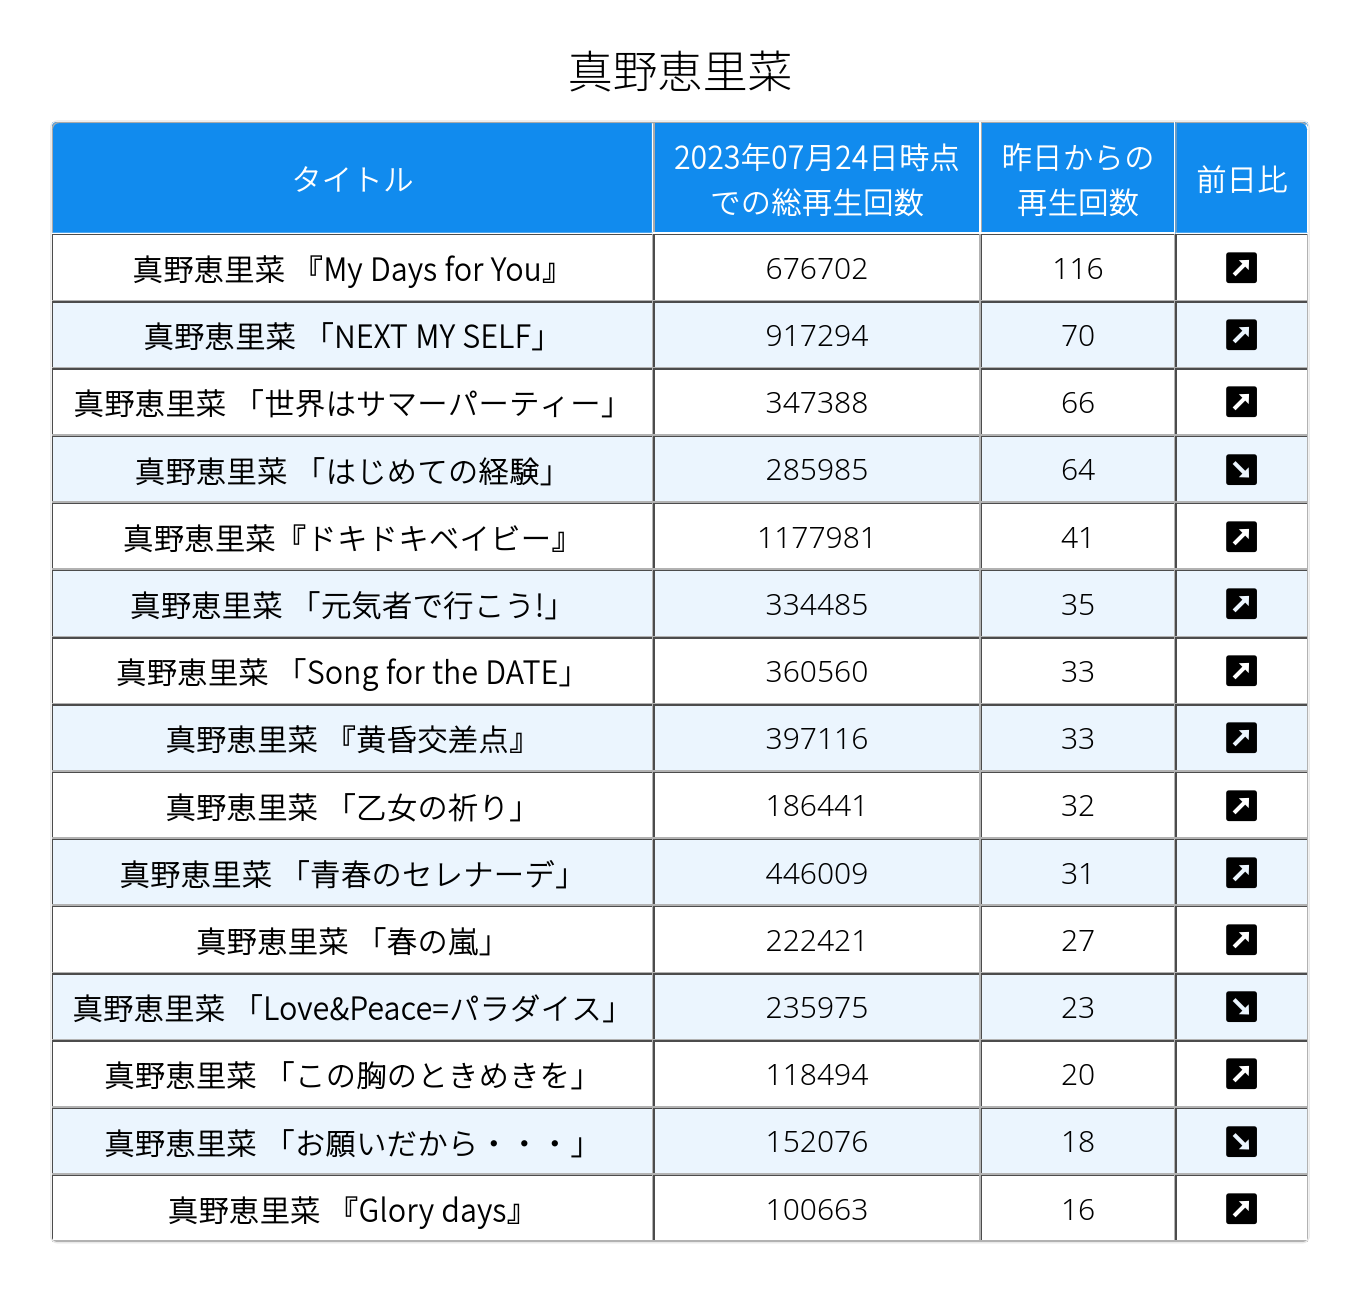 真野恵里菜
タイトル
2023年07月24日時点
での総再生回数
昨日からの
再生回数
前日比
真野恵里菜 『My Days for You』 676702 116 ↗
真野恵里菜 「NEXT MY SELF」 917294 70 ↗
真野恵里菜 「世界はサマーパーティー」 347388 66 ↗
真野恵里菜 「はじめての経験」 285985 64 ↘
真野恵里菜『ドキドキベイビー』 1177981 41 ↗
真野恵里菜 「元気者で行こう!」 334485 35 ↗
真野恵里菜 「Song for the DATE」 360560 33 ↗
真野恵里菜 『黄昏交差点』 397116 33 ↗
真野恵里菜 「乙女の祈り」 186441 32 ↗
真野恵里菜 「青春のセレナーデ」 446009 31 ↗
真野恵里菜 「春の嵐」 222421 27 ↗
真野恵里菜 「Love&Peace=パラダイス」 235975 23 ↘
真野恵里菜 「この胸のときめきを」 118494 20 ↗
真野恵里菜 「お願いだから・・・」 152076 18 ↘
真野恵里菜 『Glory days』 100663 16 ↗